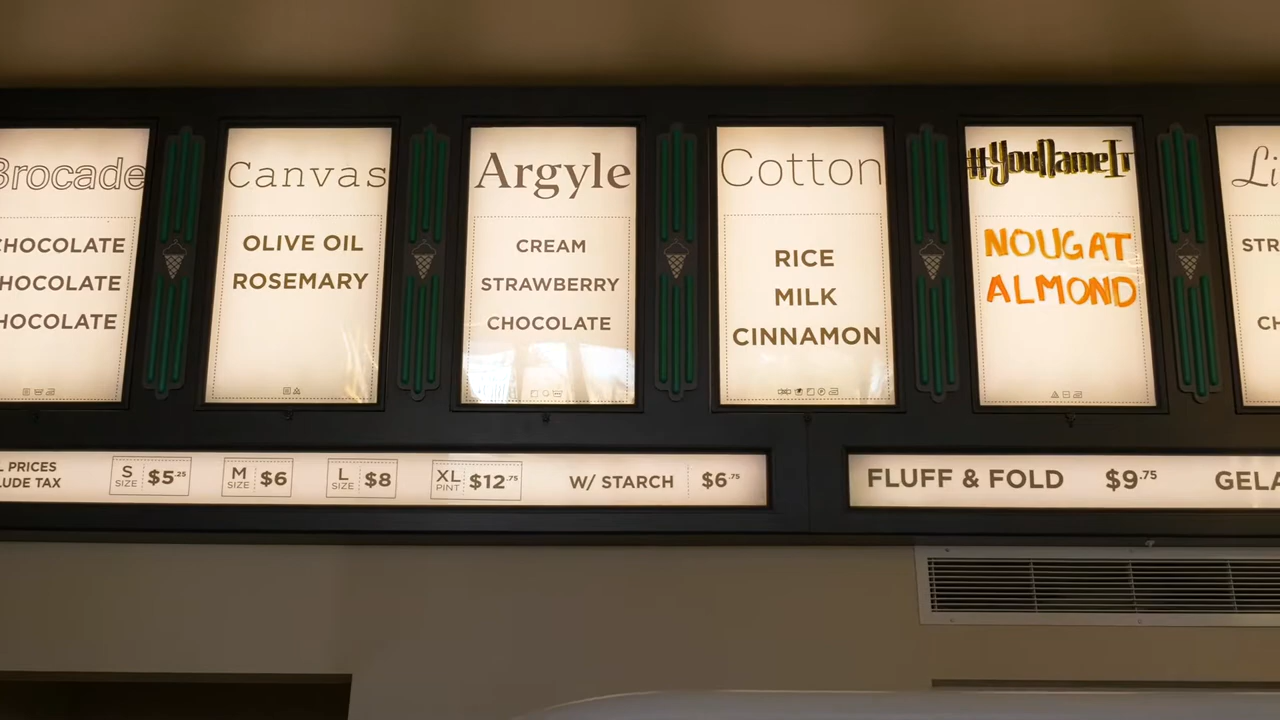 Brocade
CHOCOLATE
CHOCOLATE
CHOCOLATE
Canvas
OLIVE OIL
ROSEMARY
Argyle
CREAM
STRAWBERRY
CHOCOLATE
Cotton
RICE
MILK
CINNAMON
#YouNameIt
NOUGAT
ALMOND
Li
STR
CH
L PRICES
LUDE TAX
S SIZE $5.25
M SIZE $6
L SIZE $8
XL PINT $12.75
W/ STARCH $6.75
FLUFF & FOLD $9.75
GELA